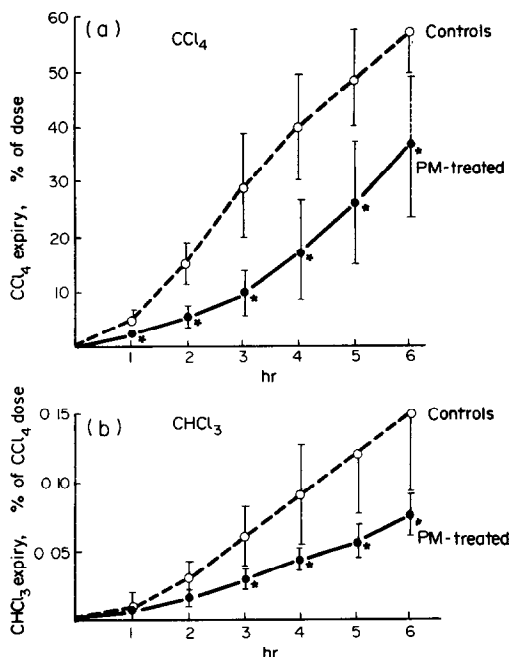 (a)
CCl4
Controls
PM-treated
CCl4 expiry, % of dose
60
50
40
30
20
10
1 2 3 4 5 6
hr
(b)
CHCl3
Controls
PM-treated
CHCl3 expiry, % of CCl4 dose
0 15
0 10
0 05
1 2 3 4 5 6
hr